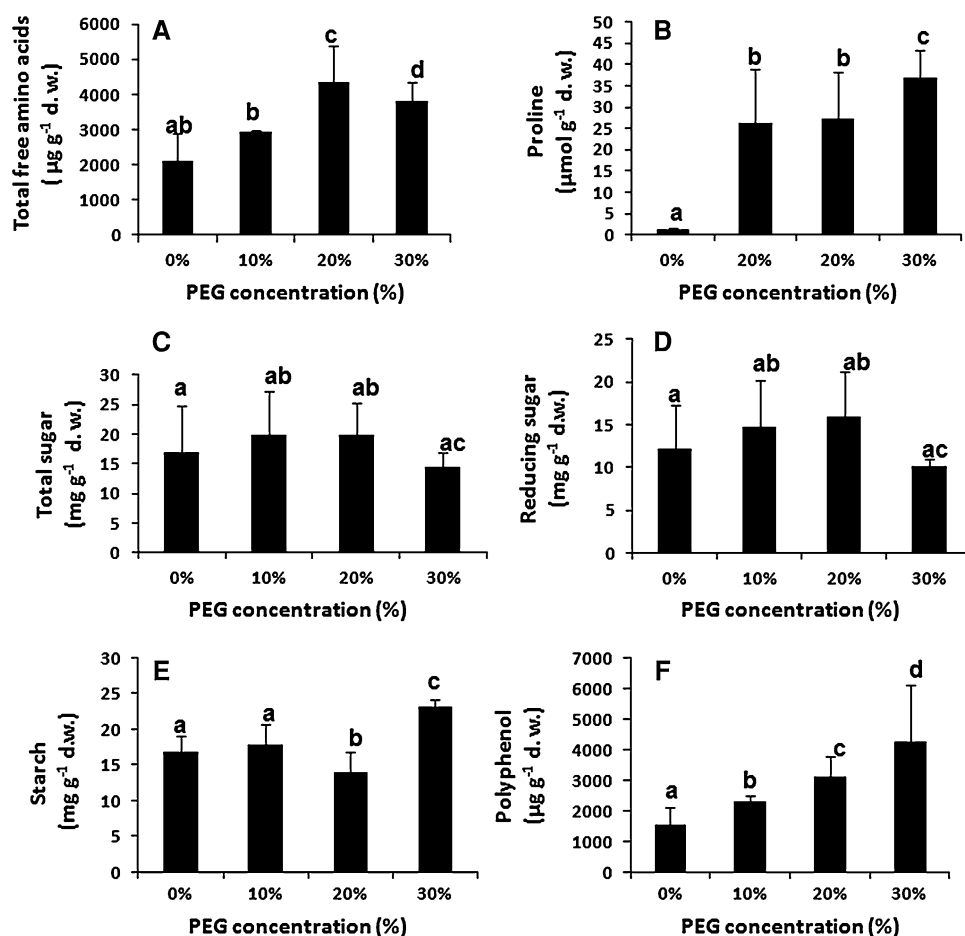 A
Total free amino acids
( µg g⁻¹ d. w.)
6000
5000
4000
3000
2000
1000
0
ab
b
c
d
0% 10% 20% 30%
PEG concentration (%)
B
Proline
(µmol g⁻¹ d. w.)
50
45
40
35
30
25
20
15
10
5
0
a
b
b
c
0% 20% 20% 30%
PEG concentration (%)
C
Total sugar
(mg g⁻¹ d. w.)
30
25
20
15
10
5
0
a
ab
ab
ac
0% 10% 20% 30%
PEG concentration (%)
D
Reducing sugar
(mg g⁻¹ d.w.)
25
20
15
10
5
0
a
ab
ab
ac
0% 10% 20% 30%
PEG concentration (%)
E
Starch
(mg g⁻¹ d.w.)
30
25
20
15
10
5
0
a
a
b
c
0% 10% 20% 30%
PEG concentration (%)
F
Polyphenol
(µg g⁻¹ d. w.)
7000
6000
5000
4000
3000
2000
1000
0
a
b
c
d
0% 10% 20% 30%
PEG concentration (%)